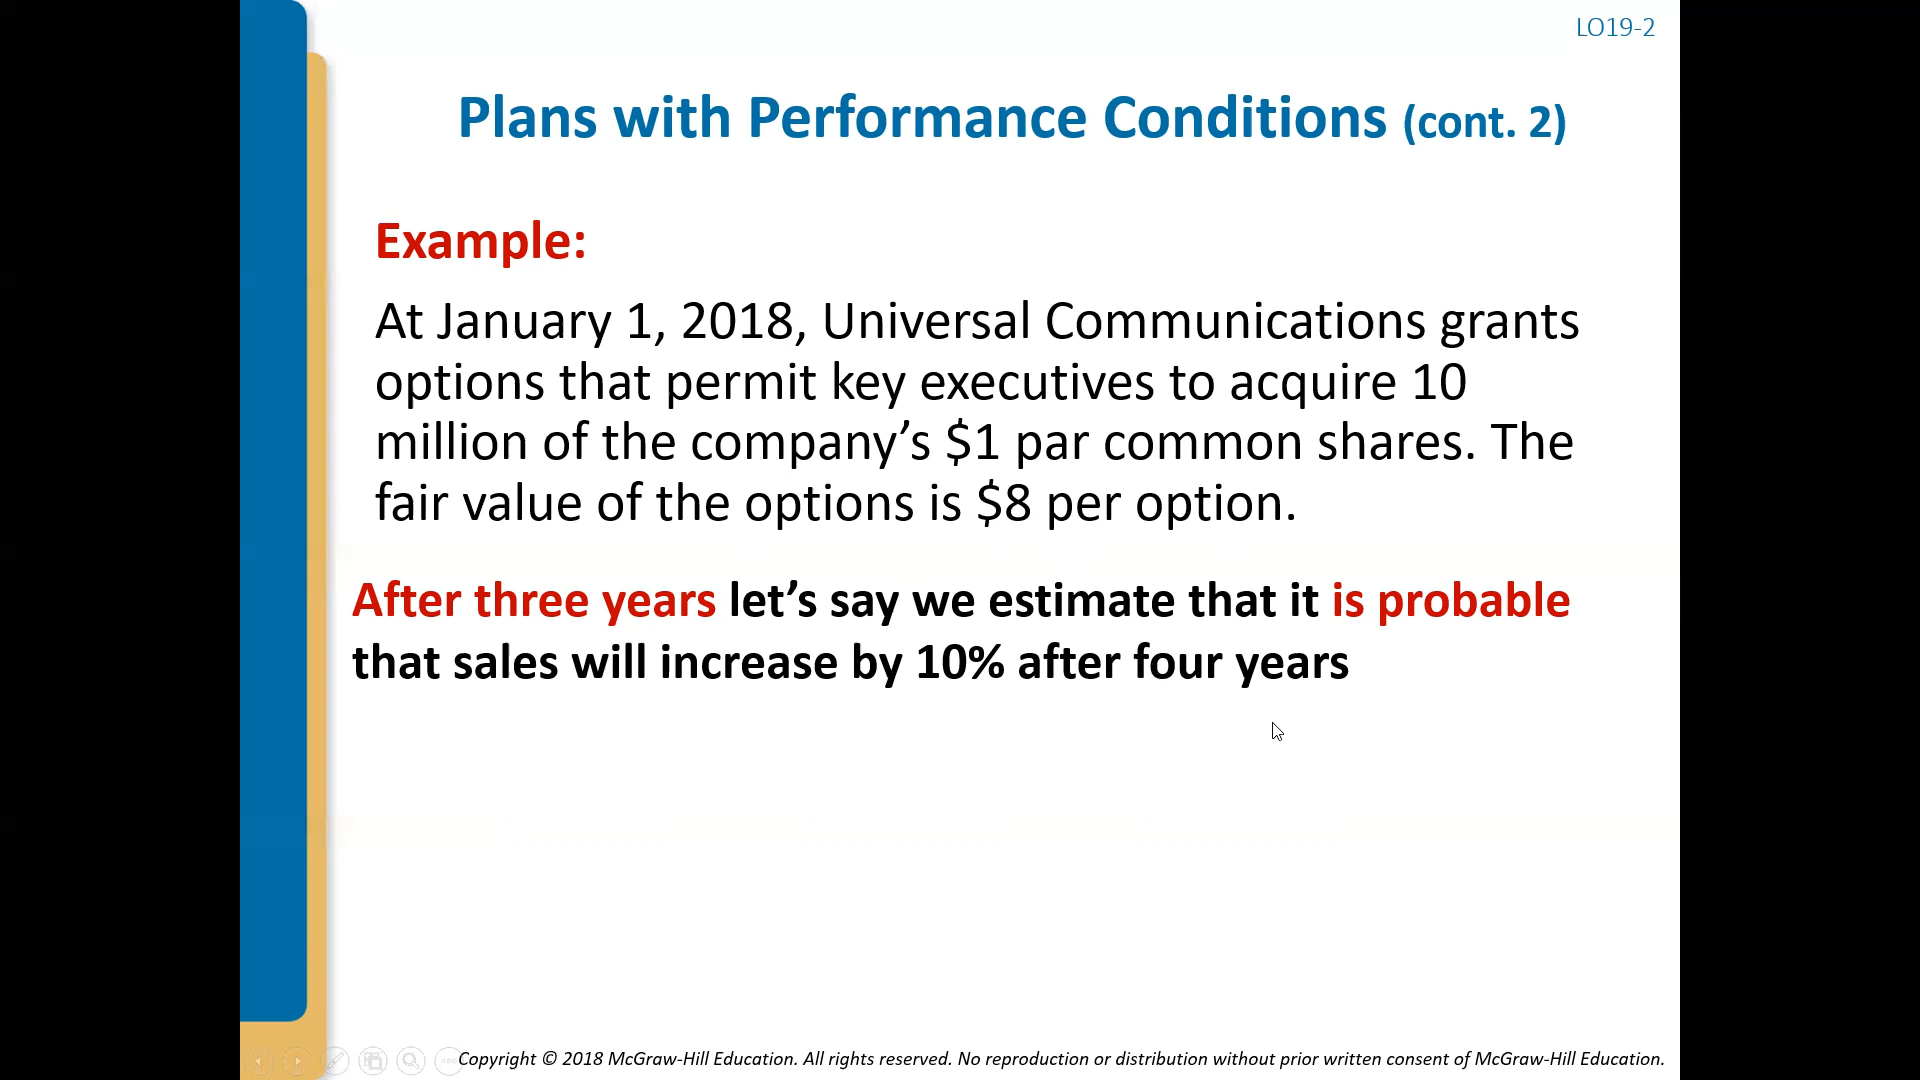 LO19-2
Plans with Performance Conditions (cont. 2)
Example:
At January 1, 2018, Universal Communications grants
options that permit key executives to acquire 10
million of the company’s $1 par common shares. The
fair value of the options is $8 per option.
After three years let’s say we estimate that it is probable
that sales will increase by 10% after four years
Copyright © 2018 McGraw-Hill Education. All rights reserved. No reproduction or distribution without prior written consent of McGraw-Hill Education.